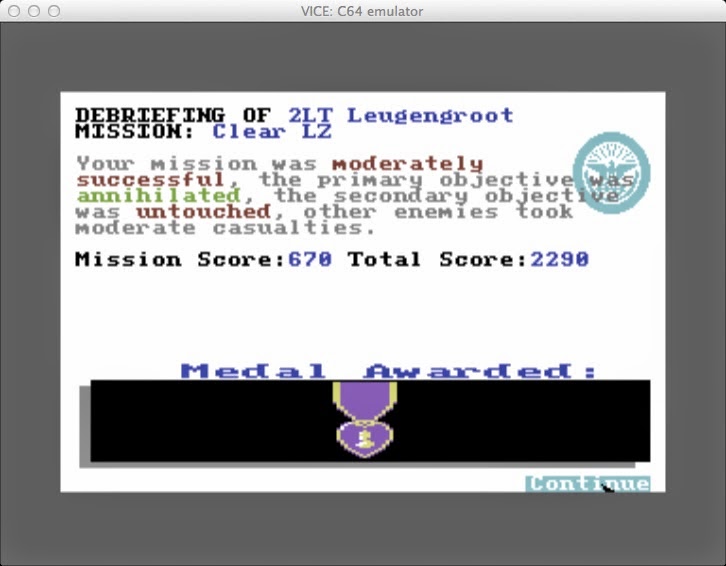 VICE: C64 emulator
DEBRIEFING OF 2LT Leugengroot
MISSION: Clear LZ
Your mission was moderately
successful, the primary objective was
annihilated, the secondary objective
was untouched, other enemies took
moderate casualties.
Mission Score:670 Total Score:2290
Medal Awarded:
Continue